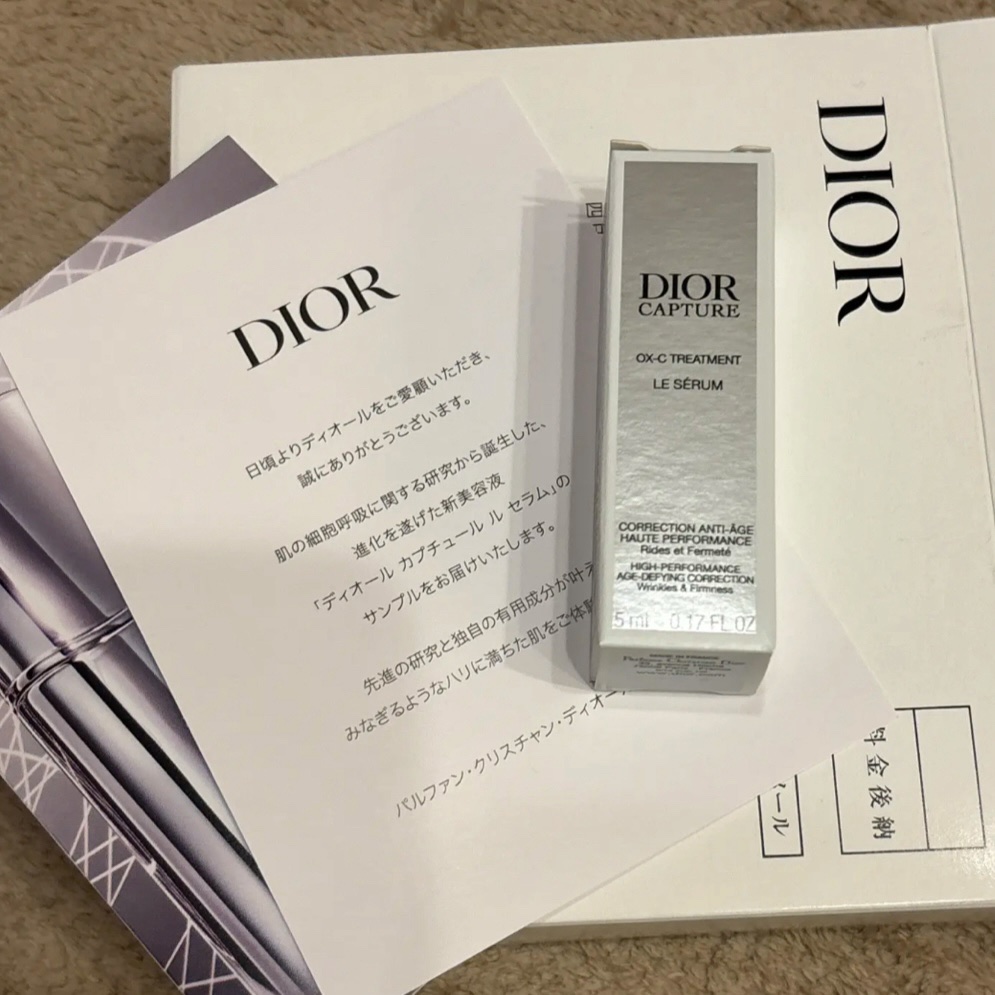 DIOR
日頃よりディオールをご愛顧いただき、
誠にありがとうございます。
肌の細胞呼吸に関する研究から誕生した、
進化を遂げた新美容液
「ディオール カプチュール ル セラム」の
サンプルをお届けいたします。
先進の研究と独自の有用成分が叶え
みなぎるようなハリに満ちた肌をご体
パルファン・クリスチャン・ディオー
DIOR
CAPTURE
OX-C TREATMENT
LE SÉRUM
CORRECTION ANTI-ÂGE
HAUTE PERFORMANCE
Rides et Fermeté
HIGH-PERFORMANCE
AGE-DEFYING CORRECTION
Wrinkles & Firmness
5 ml - 0.17 FL OZ
DIOR
料金後納
ール